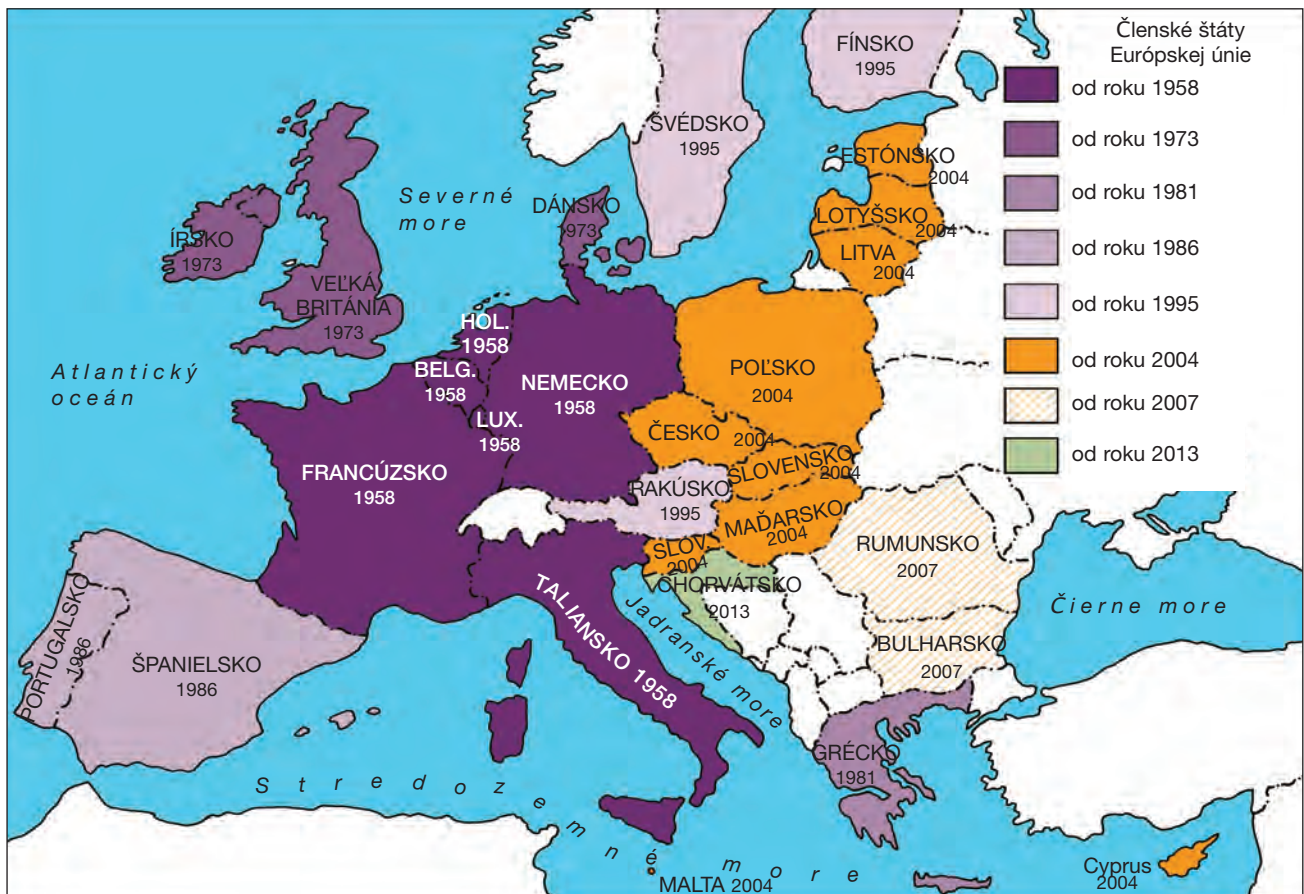 Členské štáty
Európskej únie
od roku 1958
od roku 1973
od roku 1981
od roku 1986
od roku 1995
od roku 2004
od roku 2007
od roku 2013
FÍNSKO
1995
ŠVÉDSKO
1995
ESTÓNSKO
2004
LOTYŠSKO
2004
LITVA
2004
Severné
more
DÁNSKO
1973
ÍRSKO
1973
VEĽKÁ
BRITÁNIA
1973
Atlantický
oceán
HOL.
1958
BELG.
1958
LUX.
1958
NEMECKO
1958
POĽSKO
2004
ČESKO
2004
SLOVENSKO
2004
FRANCÚZSKO
1958
RAKÚSKO
1995
MAĎARSKO
2004
SLOV.
2004
CHORVÁTSKO
2013
RUMUNSKO
2007
BULHARSKO
2007
Čierne more
Jadranské more
TALIANSKO 1958
PORTUGALSKO
1986
ŠPANIELSKO
1986
GRÉCKO
1981
Stredozemné more
MALTA 2004
Cyprus
2004